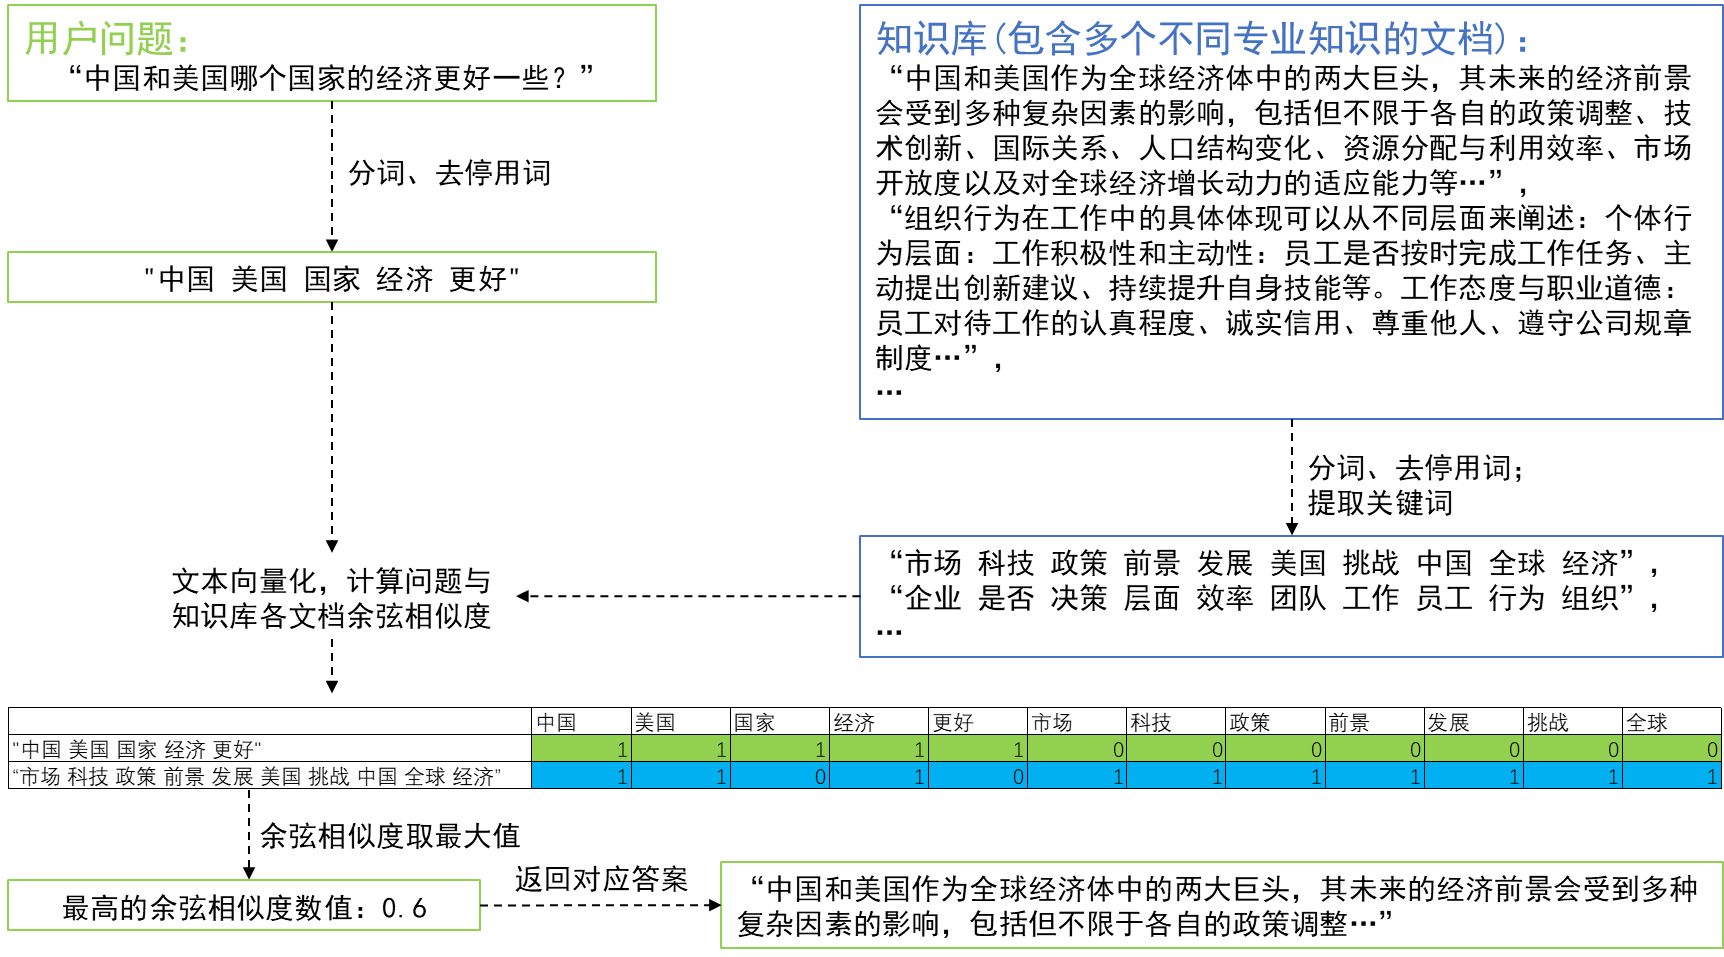 用户问题：
“中国和美国哪个国家的经济更好一些？”
分词、去停用词
"中国 美国 国家 经济 更好"
知识库(包含多个不同专业知识的文档)：
“中国和美国作为全球经济体中的两大巨头，其未来的经济前景
会受到多种复杂因素的影响，包括但不限于各自的政策调整、技
术创新、国际关系、人口结构变化、资源分配与利用效率、市场
开放度以及对全球经济增长动力的适应能力等…”，
“组织行为在工作中的具体体现可以从不同层面来阐述：个体行
为层面：工作积极性和主动性：员工是否按时完成工作任务、主
动提出创新建议、持续提升自身技能等。工作态度与职业道德：
员工对待工作的认真程度、诚实信用、尊重他人、遵守公司规章
制度…”，
…
分词、去停用词；
提取关键词
“市场 科技 政策 前景 发展 美国 挑战 中国 全球 经济”，
“企业 是否 决策 层面 效率 团队 工作 员工 行为 组织”，
…
文本向量化，计算问题与
知识库各文档余弦相似度
中国 美国 国家 经济 更好 市场 科技 政策 前景 发展 挑战 全球
"中国 美国 国家 经济 更好" 1 1 1 1 1 0 0 0 0 0 0 0
“市场 科技 政策 前景 发展 美国 挑战 中国 全球 经济” 1 1 0 1 0 1 1 1 1 1 1 1
余弦相似度取最大值
最高的余弦相似度数值：0.6
返回对应答案
“中国和美国作为全球经济体中的两大巨头，其未来的经济前景会受到多种
复杂因素的影响，包括但不限于各自的政策调整…”